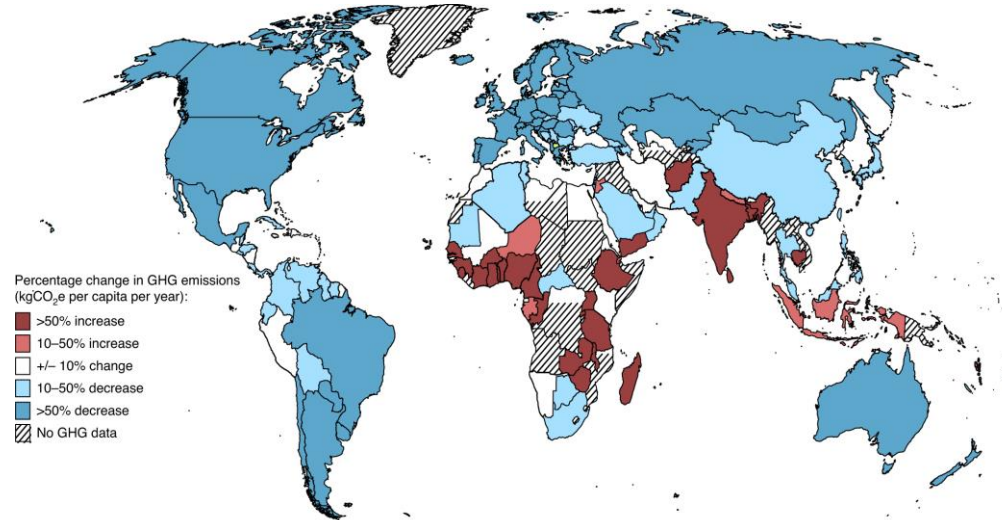 Percentage change in GHG emissions
(kgCO₂e per capita per year):
>50% increase
10–50% increase
+/– 10% change
10–50% decrease
>50% decrease
No GHG data